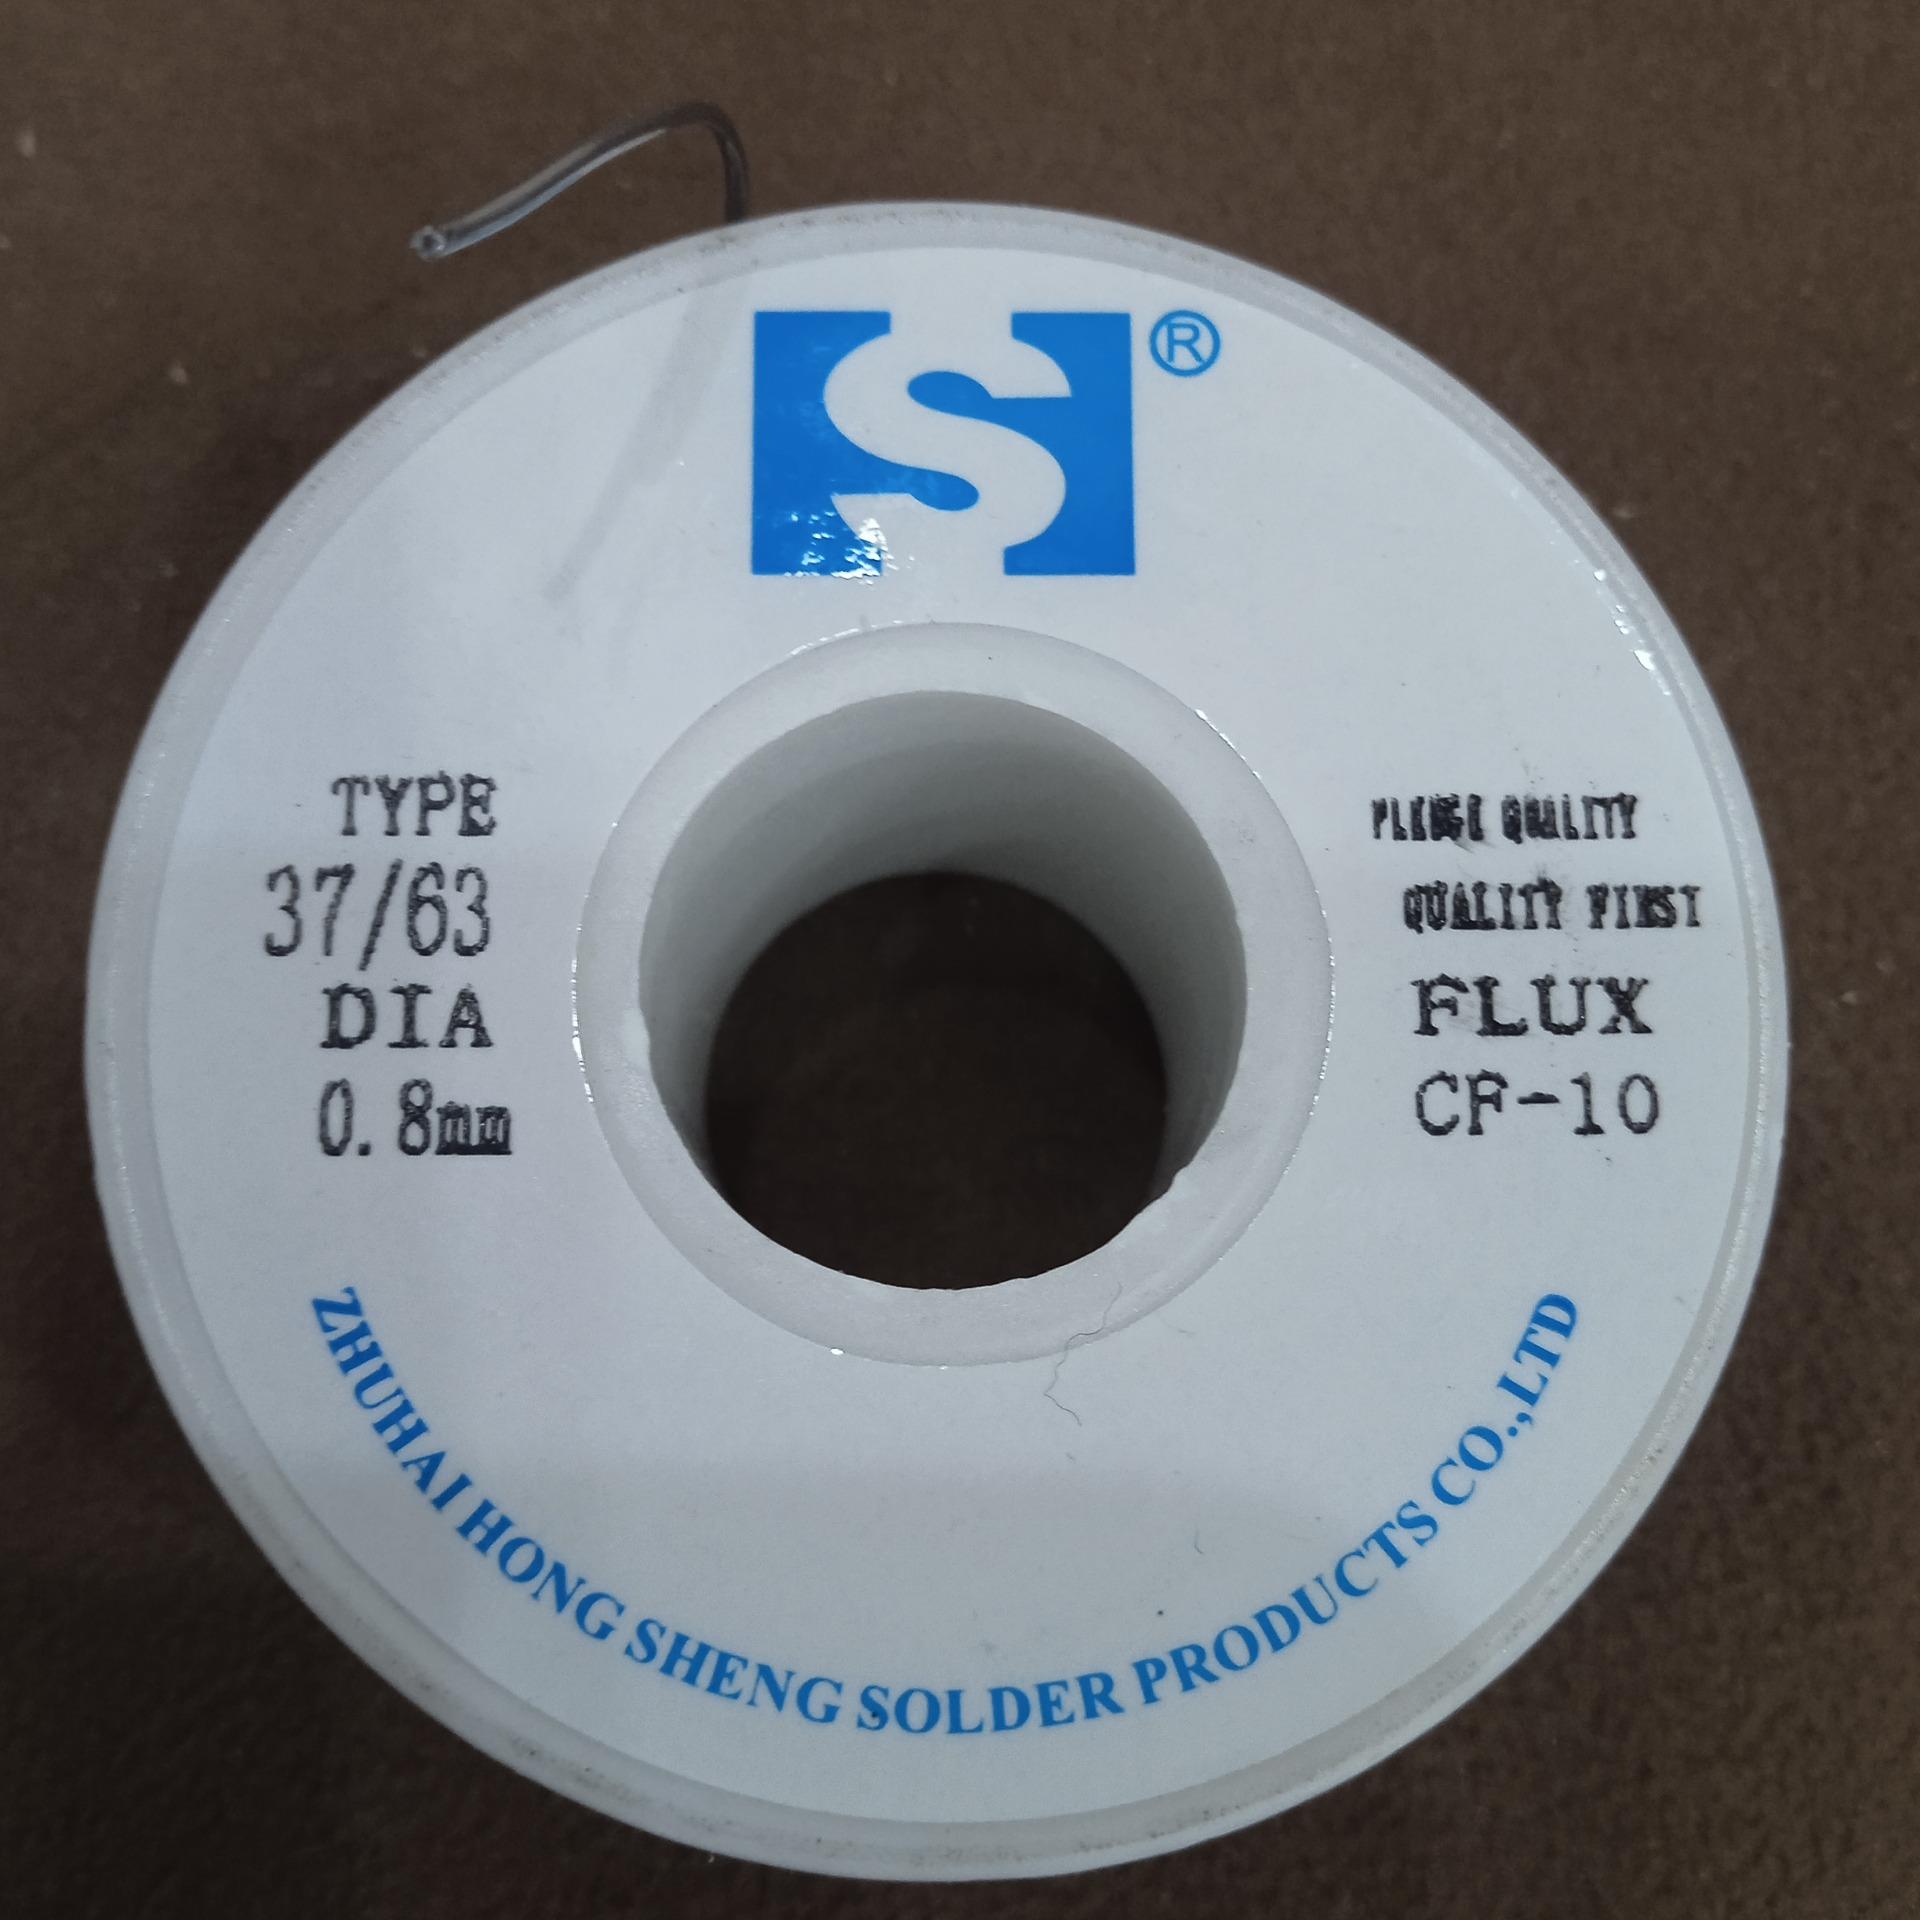 HS®
TYPE
37/63
DIA
0.8mm
PLEDGE QUALITY
QUALITY FIRST
FLUX
CF-10
ZHUHAI HONG SHENG SOLDER PRODUCTS CO.,LTD